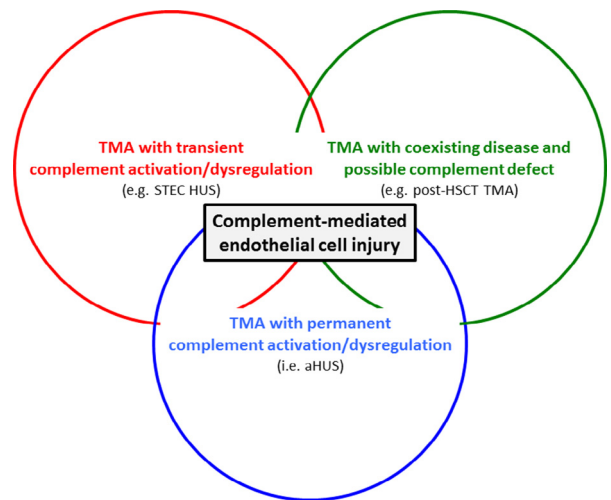 TMA with transient
complement activation/dysregulation
(e.g. STEC HUS)
TMA with coexisting disease and
possible complement defect
(e.g. post-HSCT TMA)
Complement-mediated
endothelial cell injury
TMA with permanent
complement activation/dysregulation
(i.e. aHUS)